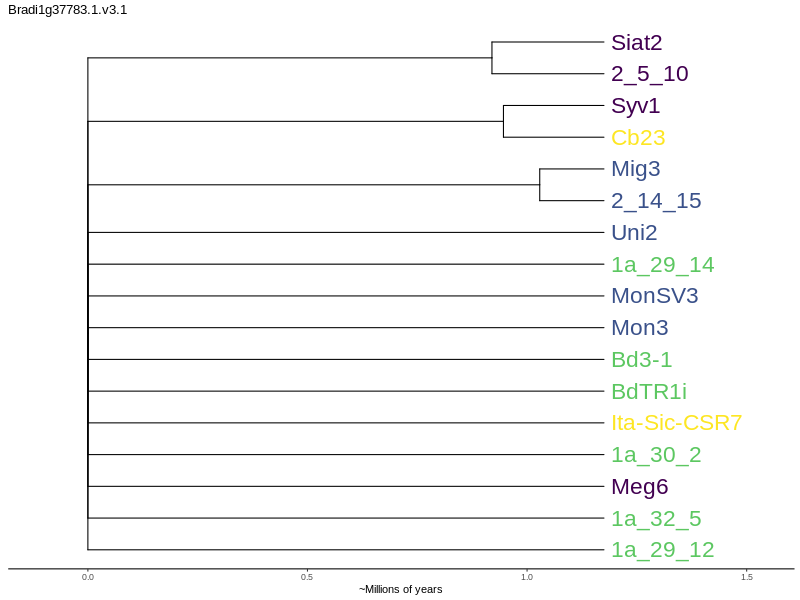 Bradi1g37783.1.v3.1
Siat2
2_5_10
Syv1
Cb23
Mig3
2_14_15
Uni2
1a_29_14
MonSV3
Mon3
Bd3-1
BdTR1i
Ita-Sic-CSR7
1a_30_2
Meg6
1a_32_5
1a_29_12
0.0 0.5 1.0 1.5
~Millions of years